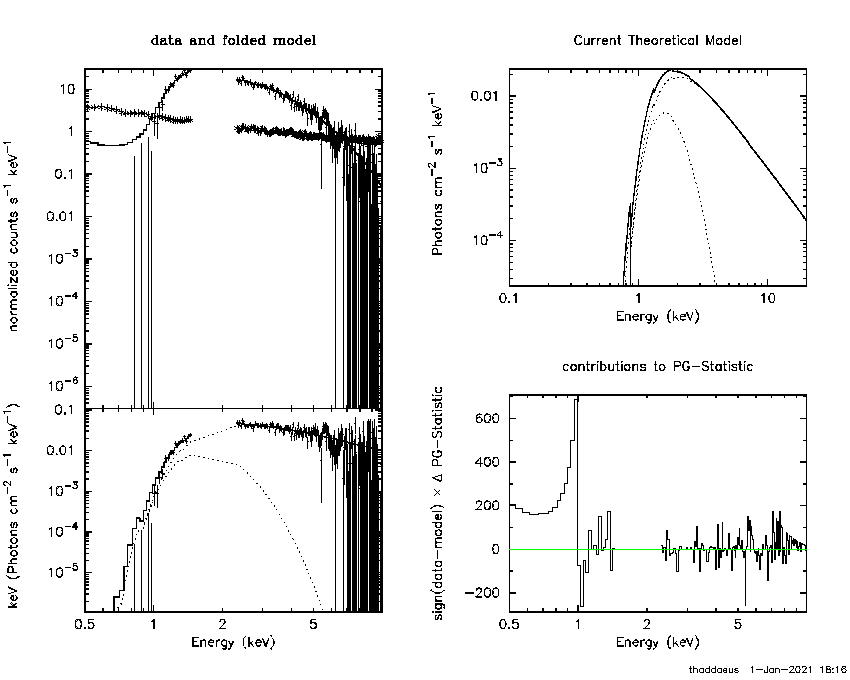 data and folded model
normalized counts s⁻¹ keV⁻¹
10
1
0.1
0.01
10⁻³
10⁻⁴
10⁻⁵
10⁻⁶
keV (Photons cm⁻² s⁻¹ keV⁻¹)
0.1
0.01
10⁻³
10⁻⁴
10⁻⁵
0.5 1 2 5
Energy (keV)
Current Theoretical Model
Photons cm⁻² s⁻¹ keV⁻¹
0.01
10⁻³
10⁻⁴
0.1 1 10
Energy (keV)
contributions to PG−Statistic
sign(data−model) × Δ PG−Statistic
600
400
200
0
−200
0.5 1 2 5
Energy (keV)
thaddaeus 1−Jan−2021 18:16